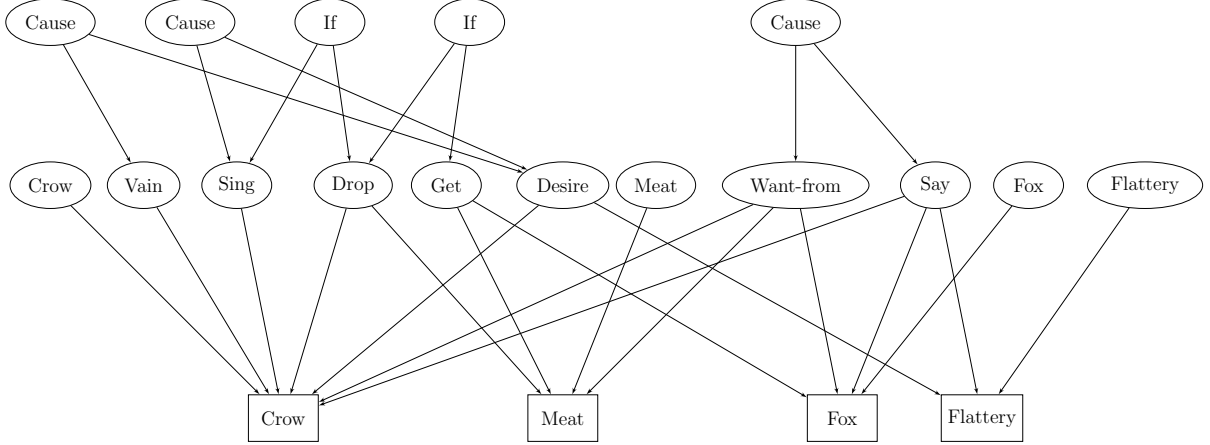 Cause Cause If If Cause
Crow Vain Sing Drop Get Desire Meat Want-from Say Fox Flattery
Crow Meat Fox Flattery